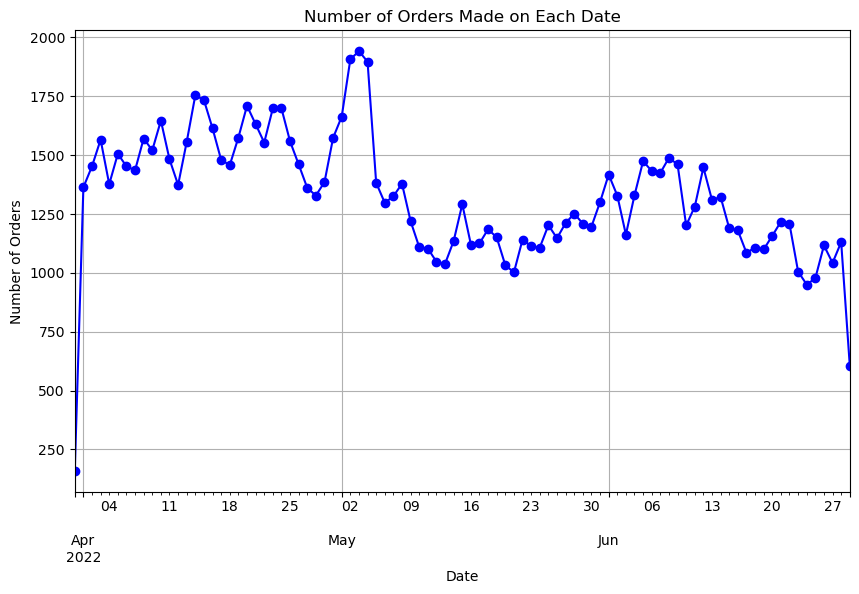 Number of Orders Made on Each Date
Number of Orders
2000
1750
1500
1250
1000
750
500
250
04 11 18 25 02 09 16 23 30 06 13 20 27
Apr May Jun
2022
Date